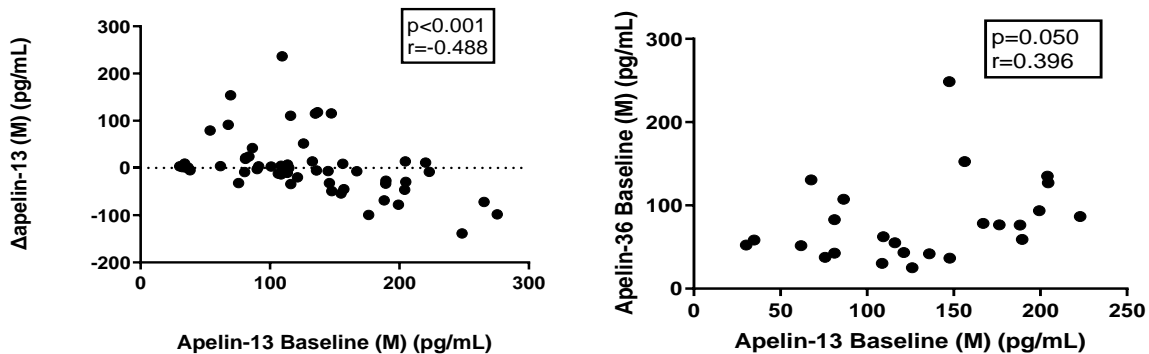 p<0.001
r=-0.488
300
200
100
0
-100
-200
0
100
200
300
Δapelin-13 (M) (pg/mL)
Apelin-13 Baseline (M) (pg/mL)
p=0.050
r=0.396
300
200
100
0
0
50
100
150
200
250
Apelin-36 Baseline (M) (pg/mL)
Apelin-13 Baseline (M) (pg/mL)